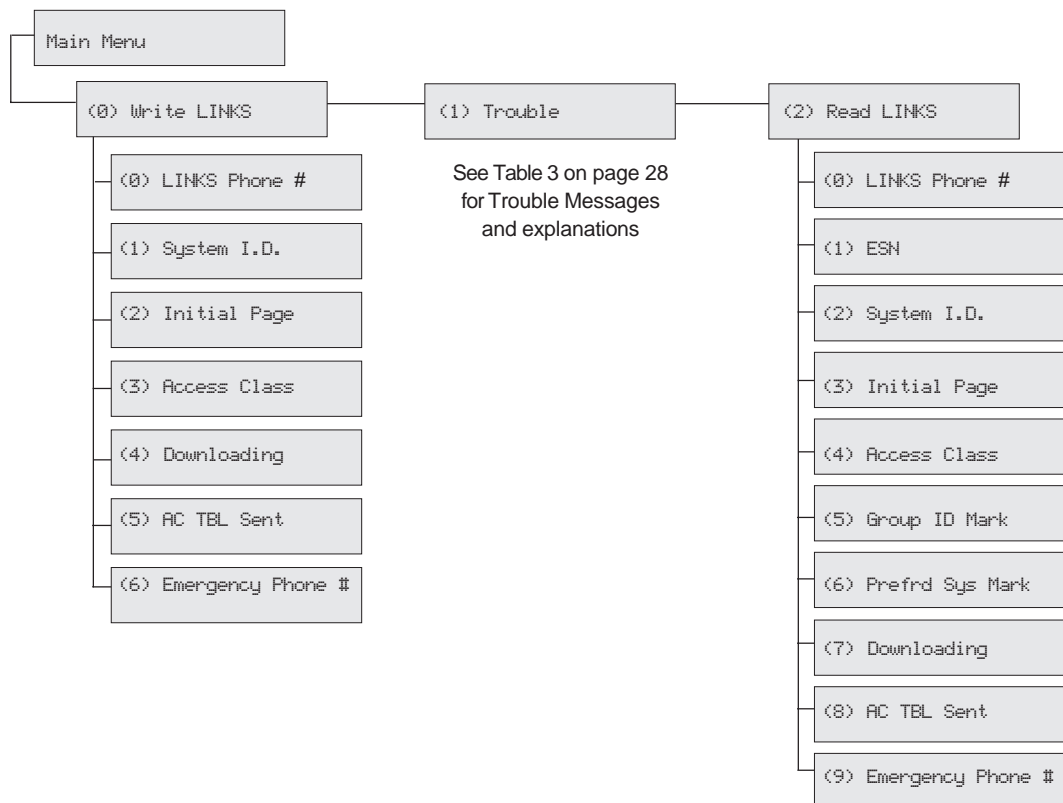 Main Menu
(0) Write LINKS
(1) Trouble
(2) Read LINKS
See Table 3 on page 28
for Trouble Messages
and explanations
(0) LINKS Phone #
(1) System I.D.
(2) Initial Page
(3) Access Class
(4) Downloading
(5) AC TBL Sent
(6) Emergency Phone #
(0) LINKS Phone #
(1) ESN
(2) System I.D.
(3) Initial Page
(4) Access Class
(5) Group ID Mark
(6) Prefrd Sys Mark
(7) Downloading
(8) AC TBL Sent
(9) Emergency Phone #